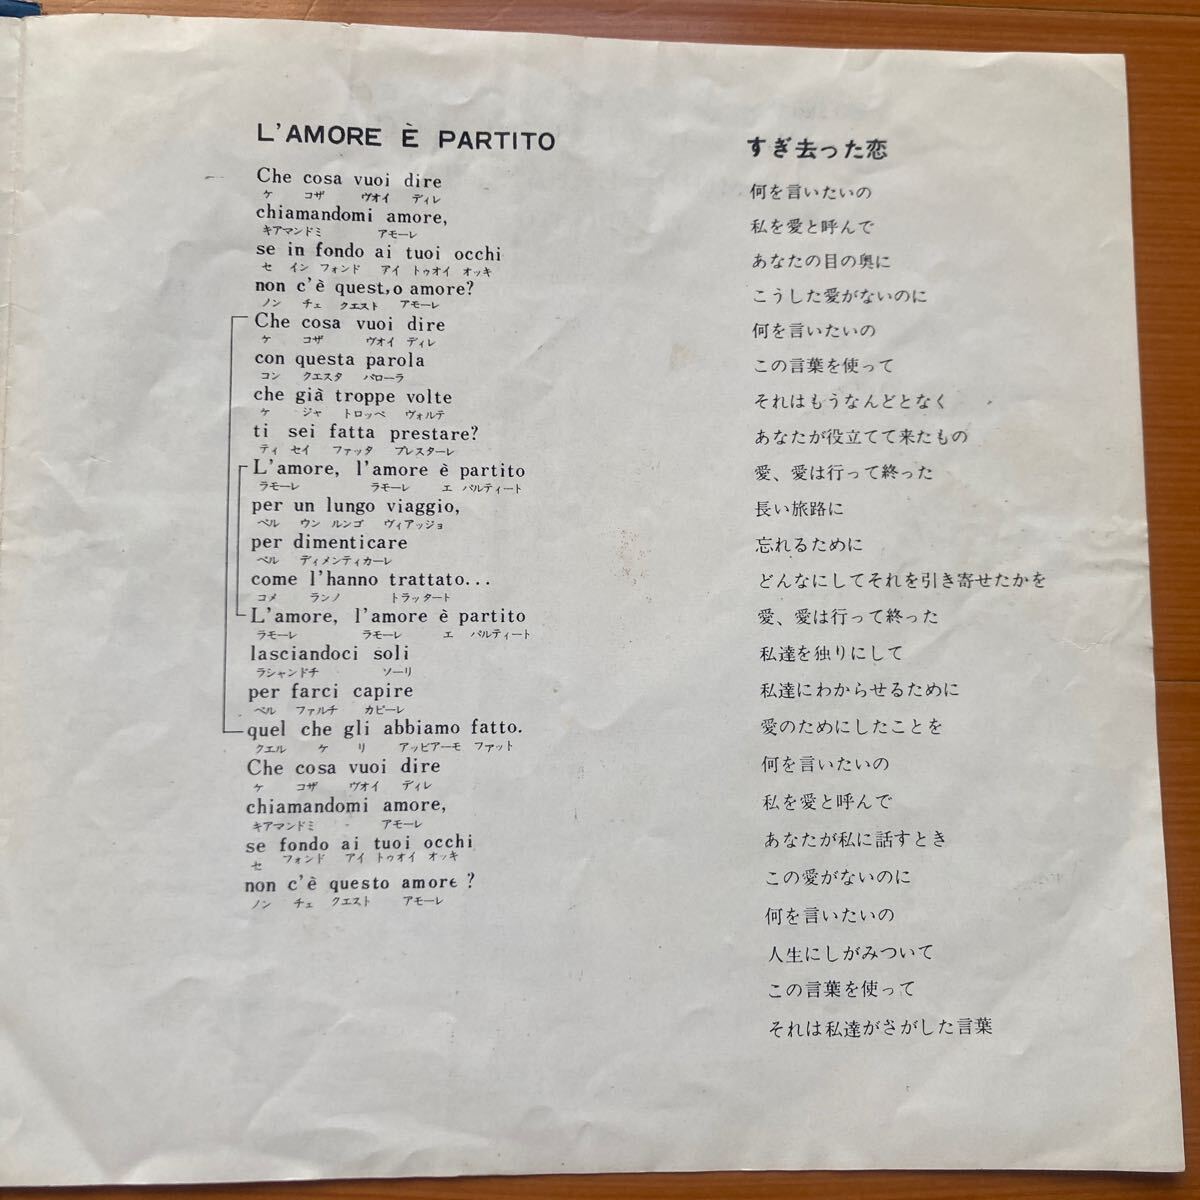 L'AMORE È PARTITO
Che cosa vuoi dire
ケ コザ ヴオイ ディレ
chiamandomi amore,
キアマンドミ アモーレ
se in fondo ai tuoi occhi
セ イン フォンド アイ トゥオイ オッキ
non c'è quest,o amore?
ノン チェ クエスト アモーレ
Che cosa vuoi dire
ケ コザ ヴオイ ディレ
con questa parola
コン クエスタ パローラ
che già troppe volte
ケ ジャ トロッペ ヴォルテ
ti sei fatta prestare?
ティ セイ ファッタ プレスターレ
L'amore, l'amore è partito
ラモーレ ラモーレ エ パルティート
per un lungo viaggio,
ペル ウン ルンゴ ヴィアッジョ
per dimenticare
ペル ディメンティカーレ
come l'hanno trattato...
コメ ランノ トラッタート
L'amore, l'amore è partito
ラモーレ ラモーレ エ パルティート
lasciandoci soli
ラシャンドチ ソーリ
per farci capire
ペル ファルチ カピーレ
quel che gli abbiamo fatto.
クエル ケ リ アッビアーモ ファット
Che cosa vuoi dire
ケ コザ ヴオイ ディレ
chiamandomi amore,
キアマンドミ アモーレ
se fondo ai tuoi occhi
セ フォンド アイ トゥオイ オッキ
non c'è questo amore?
ノン チェ クエスト アモーレ
すぎ去った恋
何を言いたいの
私を愛と呼んで
あなたの目の奥に
こうした愛がないのに
何を言いたいの
この言葉を使って
それはもうなんどとなく
あなたが役立てて来たもの
愛、愛は行って終った
長い旅路に
忘れるために
どんなにしてそれを引き寄せたかを
愛、愛は行って終った
私達を独りにして
私達にわからせるために
愛のためにしたことを
何を言いたいの
私を愛と呼んで
あなたが私に話すとき
この愛がないのに
何を言いたいの
人生にしがみついて
この言葉を使って
それは私達がさがした言葉